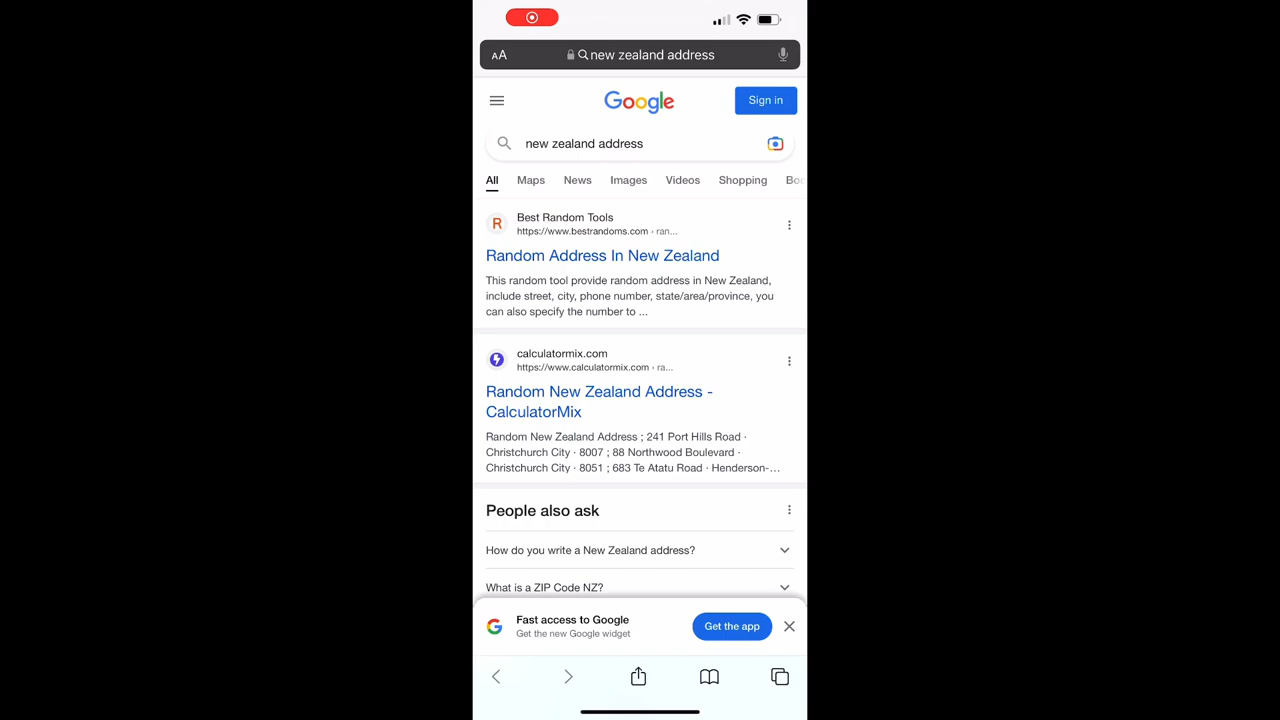 AA new zealand address
Google
Sign in
new zealand address
All Maps News Images Videos Shopping Boo
R Best Random Tools
https://www.bestrandoms.com › ran...
Random Address In New Zealand
This random tool provide random address in New Zealand,
include street, city, phone number, state/area/province, you
can also specify the number to ...
calculatormix.com
https://www.calculatormix.com › ra...
Random New Zealand Address -
CalculatorMix
Random New Zealand Address ; 241 Port Hills Road ·
Christchurch City · 8007 ; 88 Northwood Boulevard ·
Christchurch City · 8051 ; 683 Te Atatu Road · Henderson-...
People also ask
How do you write a New Zealand address?
What is a ZIP Code NZ?
G Fast access to Google
Get the new Google widget
Get the app